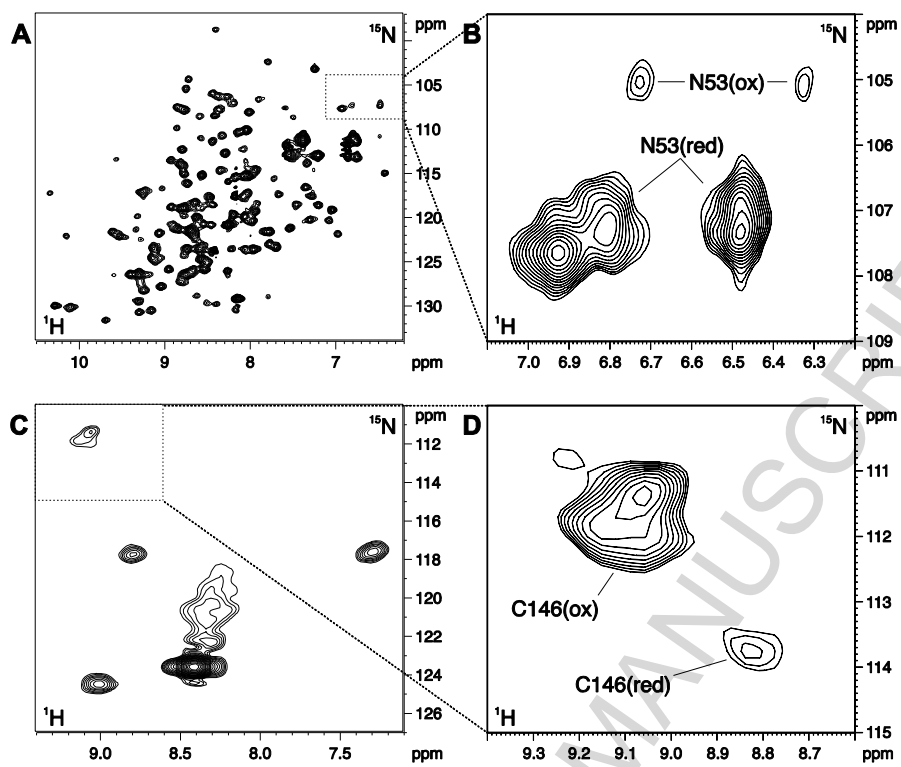 A
¹⁵N
ppm
105
110
115
120
125
130
¹H
10
9
8
7
ppm
B
¹⁵N
ppm
105
106
107
108
109
N53(ox)
N53(red)
¹H
7.0
6.9
6.8
6.7
6.6
6.5
6.4
6.3
ppm
C
¹⁵N
ppm
112
114
116
118
120
122
124
126
¹H
9.0
8.5
8.0
7.5
ppm
D
¹⁵N
ppm
111
112
113
114
115
C146(ox)
C146(red)
¹H
9.3
9.2
9.1
9.0
8.9
8.8
8.7
ppm
MANUSCRIP